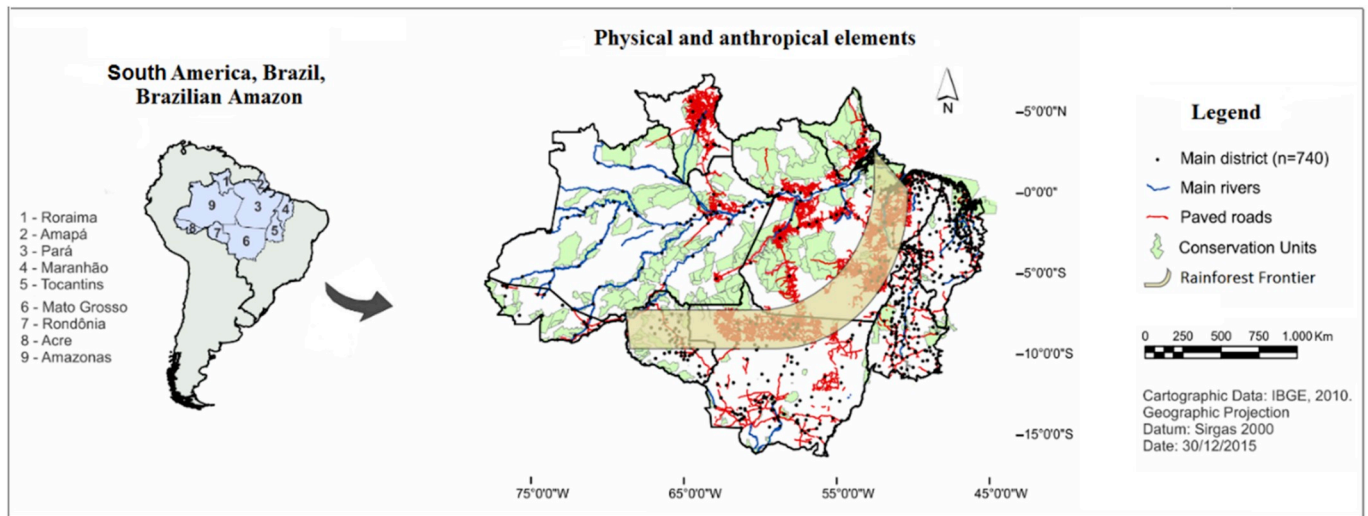 South America, Brazil,
Brazilian Amazon
1 - Roraima
2 - Amapá
3 - Pará
4 - Maranhão
5 - Tocantins
6 - Mato Grosso
7 - Rondônia
8 - Acre
9 - Amazonas
1
2
3
4
5
6
7
8
9
Physical and anthropical elements
N
5°0'0"N
0°0'0"
5°0'0"S
10°0'0"S
15°0'0"S
75°0'0"W
65°0'0"W
55°0'0"W
45°0'0"W
Legend
Main district (n=740)
Main rivers
Paved roads
Conservation Units
Rainforest Frontier
0 250 500 750 1.000 Km
Cartographic Data: IBGE, 2010.
Geographic Projection
Datum: Sirgas 2000
Date: 30/12/2015